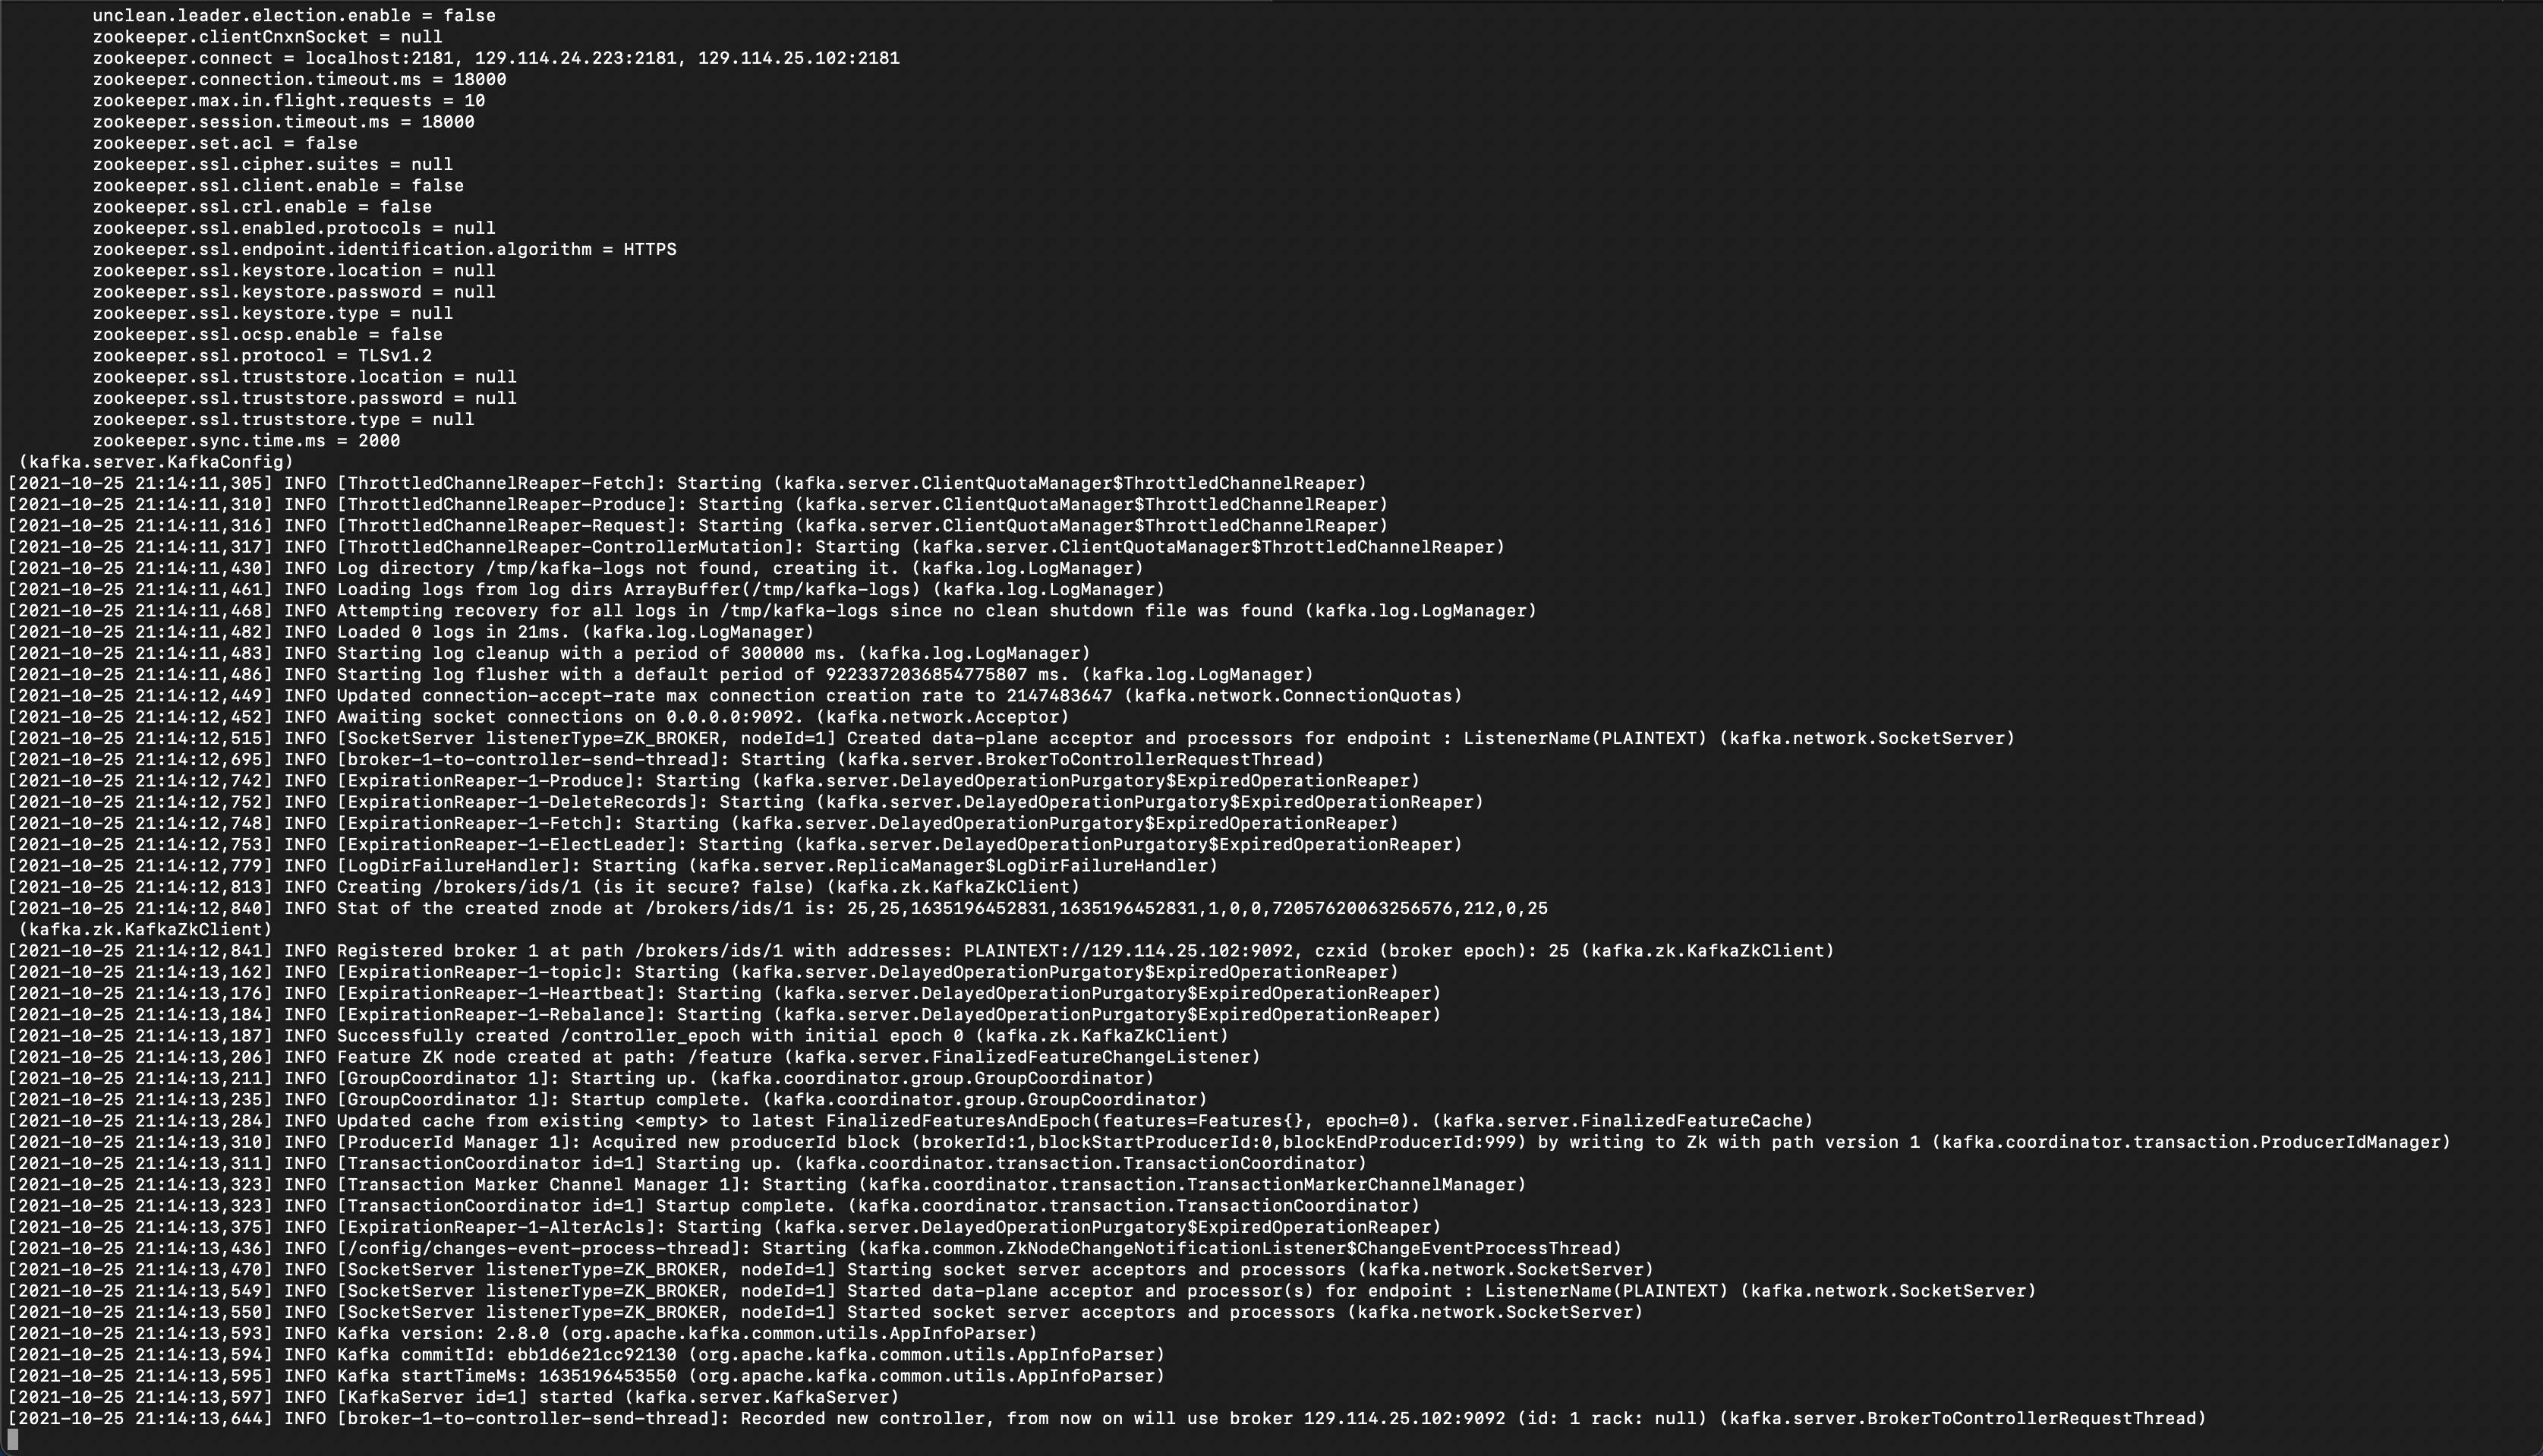 unclean.leader.election.enable = false
zookeeper.clientCnxnSocket = null
zookeeper.connect = localhost:2181, 129.114.24.223:2181, 129.114.25.102:2181
zookeeper.connection.timeout.ms = 18000
zookeeper.max.in.flight.requests = 10
zookeeper.session.timeout.ms = 18000
zookeeper.set.acl = false
zookeeper.ssl.cipher.suites = null
zookeeper.ssl.client.enable = false
zookeeper.ssl.crl.enable = false
zookeeper.ssl.enabled.protocols = null
zookeeper.ssl.endpoint.identification.algorithm = HTTPS
zookeeper.ssl.keystore.location = null
zookeeper.ssl.keystore.password = null
zookeeper.ssl.keystore.type = null
zookeeper.ssl.ocsp.enable = false
zookeeper.ssl.protocol = TLSv1.2
zookeeper.ssl.truststore.location = null
zookeeper.ssl.truststore.password = null
zookeeper.ssl.truststore.type = null
zookeeper.sync.time.ms = 2000
(kafka.server.KafkaConfig)
[2021-10-25 21:14:11,305] INFO [ThrottledChannelReaper-Fetch]: Starting (kafka.server.ClientQuotaManager$ThrottledChannelReaper)
[2021-10-25 21:14:11,310] INFO [ThrottledChannelReaper-Produce]: Starting (kafka.server.ClientQuotaManager$ThrottledChannelReaper)
[2021-10-25 21:14:11,316] INFO [ThrottledChannelReaper-Request]: Starting (kafka.server.ClientQuotaManager$ThrottledChannelReaper)
[2021-10-25 21:14:11,317] INFO [ThrottledChannelReaper-ControllerMutation]: Starting (kafka.server.ClientQuotaManager$ThrottledChannelReaper)
[2021-10-25 21:14:11,430] INFO Log directory /tmp/kafka-logs not found, creating it. (kafka.log.LogManager)
[2021-10-25 21:14:11,461] INFO Loading logs from log dirs ArrayBuffer(/tmp/kafka-logs) (kafka.log.LogManager)
[2021-10-25 21:14:11,468] INFO Attempting recovery for all logs in /tmp/kafka-logs since no clean shutdown file was found (kafka.log.LogManager)
[2021-10-25 21:14:11,482] INFO Loaded 0 logs in 21ms. (kafka.log.LogManager)
[2021-10-25 21:14:11,483] INFO Starting log cleanup with a period of 300000 ms. (kafka.log.LogManager)
[2021-10-25 21:14:11,486] INFO Starting log flusher with a default period of 9223372036854775807 ms. (kafka.log.LogManager)
[2021-10-25 21:14:12,449] INFO Updated connection-accept-rate max connection creation rate to 2147483647 (kafka.network.ConnectionQuotas)
[2021-10-25 21:14:12,452] INFO Awaiting socket connections on 0.0.0.0:9092. (kafka.network.Acceptor)
[2021-10-25 21:14:12,515] INFO [SocketServer listenerType=ZK_BROKER, nodeId=1] Created data-plane acceptor and processors for endpoint : ListenerName(PLAINTEXT) (kafka.network.SocketServer)
[2021-10-25 21:14:12,695] INFO [broker-1-to-controller-send-thread]: Starting (kafka.server.BrokerToControllerRequestThread)
[2021-10-25 21:14:12,742] INFO [ExpirationReaper-1-Produce]: Starting (kafka.server.DelayedOperationPurgatory$ExpiredOperationReaper)
[2021-10-25 21:14:12,752] INFO [ExpirationReaper-1-DeleteRecords]: Starting (kafka.server.DelayedOperationPurgatory$ExpiredOperationReaper)
[2021-10-25 21:14:12,748] INFO [ExpirationReaper-1-Fetch]: Starting (kafka.server.DelayedOperationPurgatory$ExpiredOperationReaper)
[2021-10-25 21:14:12,753] INFO [ExpirationReaper-1-ElectLeader]: Starting (kafka.server.DelayedOperationPurgatory$ExpiredOperationReaper)
[2021-10-25 21:14:12,779] INFO [LogDirFailureHandler]: Starting (kafka.server.ReplicaManager$LogDirFailureHandler)
[2021-10-25 21:14:12,813] INFO Creating /brokers/ids/1 (is it secure? false) (kafka.zk.KafkaZkClient)
[2021-10-25 21:14:12,840] INFO Stat of the created znode at /brokers/ids/1 is: 25,25,1635196452831,1635196452831,1,0,0,72057620063256576,212,0,25
(kafka.zk.KafkaZkClient)
[2021-10-25 21:14:12,841] INFO Registered broker 1 at path /brokers/ids/1 with addresses: PLAINTEXT://129.114.25.102:9092, czxid (broker epoch): 25 (kafka.zk.KafkaZkClient)
[2021-10-25 21:14:13,162] INFO [ExpirationReaper-1-topic]: Starting (kafka.server.DelayedOperationPurgatory$ExpiredOperationReaper)
[2021-10-25 21:14:13,176] INFO [ExpirationReaper-1-Heartbeat]: Starting (kafka.server.DelayedOperationPurgatory$ExpiredOperationReaper)
[2021-10-25 21:14:13,184] INFO [ExpirationReaper-1-Rebalance]: Starting (kafka.server.DelayedOperationPurgatory$ExpiredOperationReaper)
[2021-10-25 21:14:13,187] INFO Successfully created /controller_epoch with initial epoch 0 (kafka.zk.KafkaZkClient)
[2021-10-25 21:14:13,206] INFO Feature ZK node created at path: /feature (kafka.server.FinalizedFeatureChangeListener)
[2021-10-25 21:14:13,211] INFO [GroupCoordinator 1]: Starting up. (kafka.coordinator.group.GroupCoordinator)
[2021-10-25 21:14:13,235] INFO [GroupCoordinator 1]: Startup complete. (kafka.coordinator.group.GroupCoordinator)
[2021-10-25 21:14:13,284] INFO Updated cache from existing <empty> to latest FinalizedFeaturesAndEpoch(features=Features{}, epoch=0). (kafka.server.FinalizedFeatureCache)
[2021-10-25 21:14:13,310] INFO [ProducerId Manager 1]: Acquired new producerId block (brokerId:1,blockStartProducerId:0,blockEndProducerId:999) by writing to Zk with path version 1 (kafka.coordinator.transaction.ProducerIdManager)
[2021-10-25 21:14:13,311] INFO [TransactionCoordinator id=1] Starting up. (kafka.coordinator.transaction.TransactionCoordinator)
[2021-10-25 21:14:13,323] INFO [Transaction Marker Channel Manager 1]: Starting (kafka.coordinator.transaction.TransactionMarkerChannelManager)
[2021-10-25 21:14:13,323] INFO [TransactionCoordinator id=1] Startup complete. (kafka.coordinator.transaction.TransactionCoordinator)
[2021-10-25 21:14:13,375] INFO [ExpirationReaper-1-AlterAcls]: Starting (kafka.server.DelayedOperationPurgatory$ExpiredOperationReaper)
[2021-10-25 21:14:13,436] INFO [/config/changes-event-process-thread]: Starting (kafka.common.ZkNodeChangeNotificationListener$ChangeEventProcessThread)
[2021-10-25 21:14:13,470] INFO [SocketServer listenerType=ZK_BROKER, nodeId=1] Starting socket server acceptors and processors (kafka.network.SocketServer)
[2021-10-25 21:14:13,549] INFO [SocketServer listenerType=ZK_BROKER, nodeId=1] Started data-plane acceptor and processor(s) for endpoint : ListenerName(PLAINTEXT) (kafka.network.SocketServer)
[2021-10-25 21:14:13,550] INFO [SocketServer listenerType=ZK_BROKER, nodeId=1] Started socket server acceptors and processors (kafka.network.SocketServer)
[2021-10-25 21:14:13,593] INFO Kafka version: 2.8.0 (org.apache.kafka.common.utils.AppInfoParser)
[2021-10-25 21:14:13,594] INFO Kafka commitId: ebb1d6e21cc92130 (org.apache.kafka.common.utils.AppInfoParser)
[2021-10-25 21:14:13,595] INFO Kafka startTimeMs: 1635196453550 (org.apache.kafka.common.utils.AppInfoParser)
[2021-10-25 21:14:13,597] INFO [KafkaServer id=1] started (kafka.server.KafkaServer)
[2021-10-25 21:14:13,644] INFO [broker-1-to-controller-send-thread]: Recorded new controller, from now on will use broker 129.114.25.102:9092 (id: 1 rack: null) (kafka.server.BrokerToControllerRequestThread)